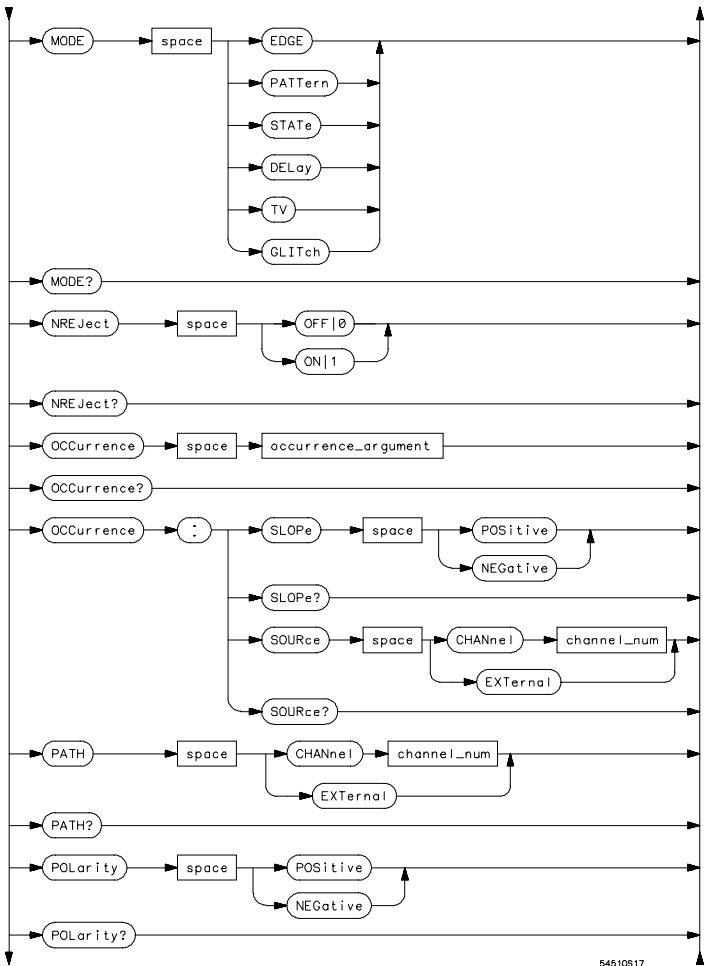 MODE space EDGE
PATTern
STATe
DELay
TV
GLITch
MODE?
NREJect space OFF|0
ON|1
NREJect?
OCCurrence space occurrence_argument
OCCurrence?
OCCurrence : SLOPe space POSitive
NEGative
SLOPe?
SOURce space CHANnel channel_num
EXTernal
SOURce?
PATH space CHANnel channel_num
EXTernal
PATH?
POLarity space POSitive
NEGative
POLarity?
54510S17